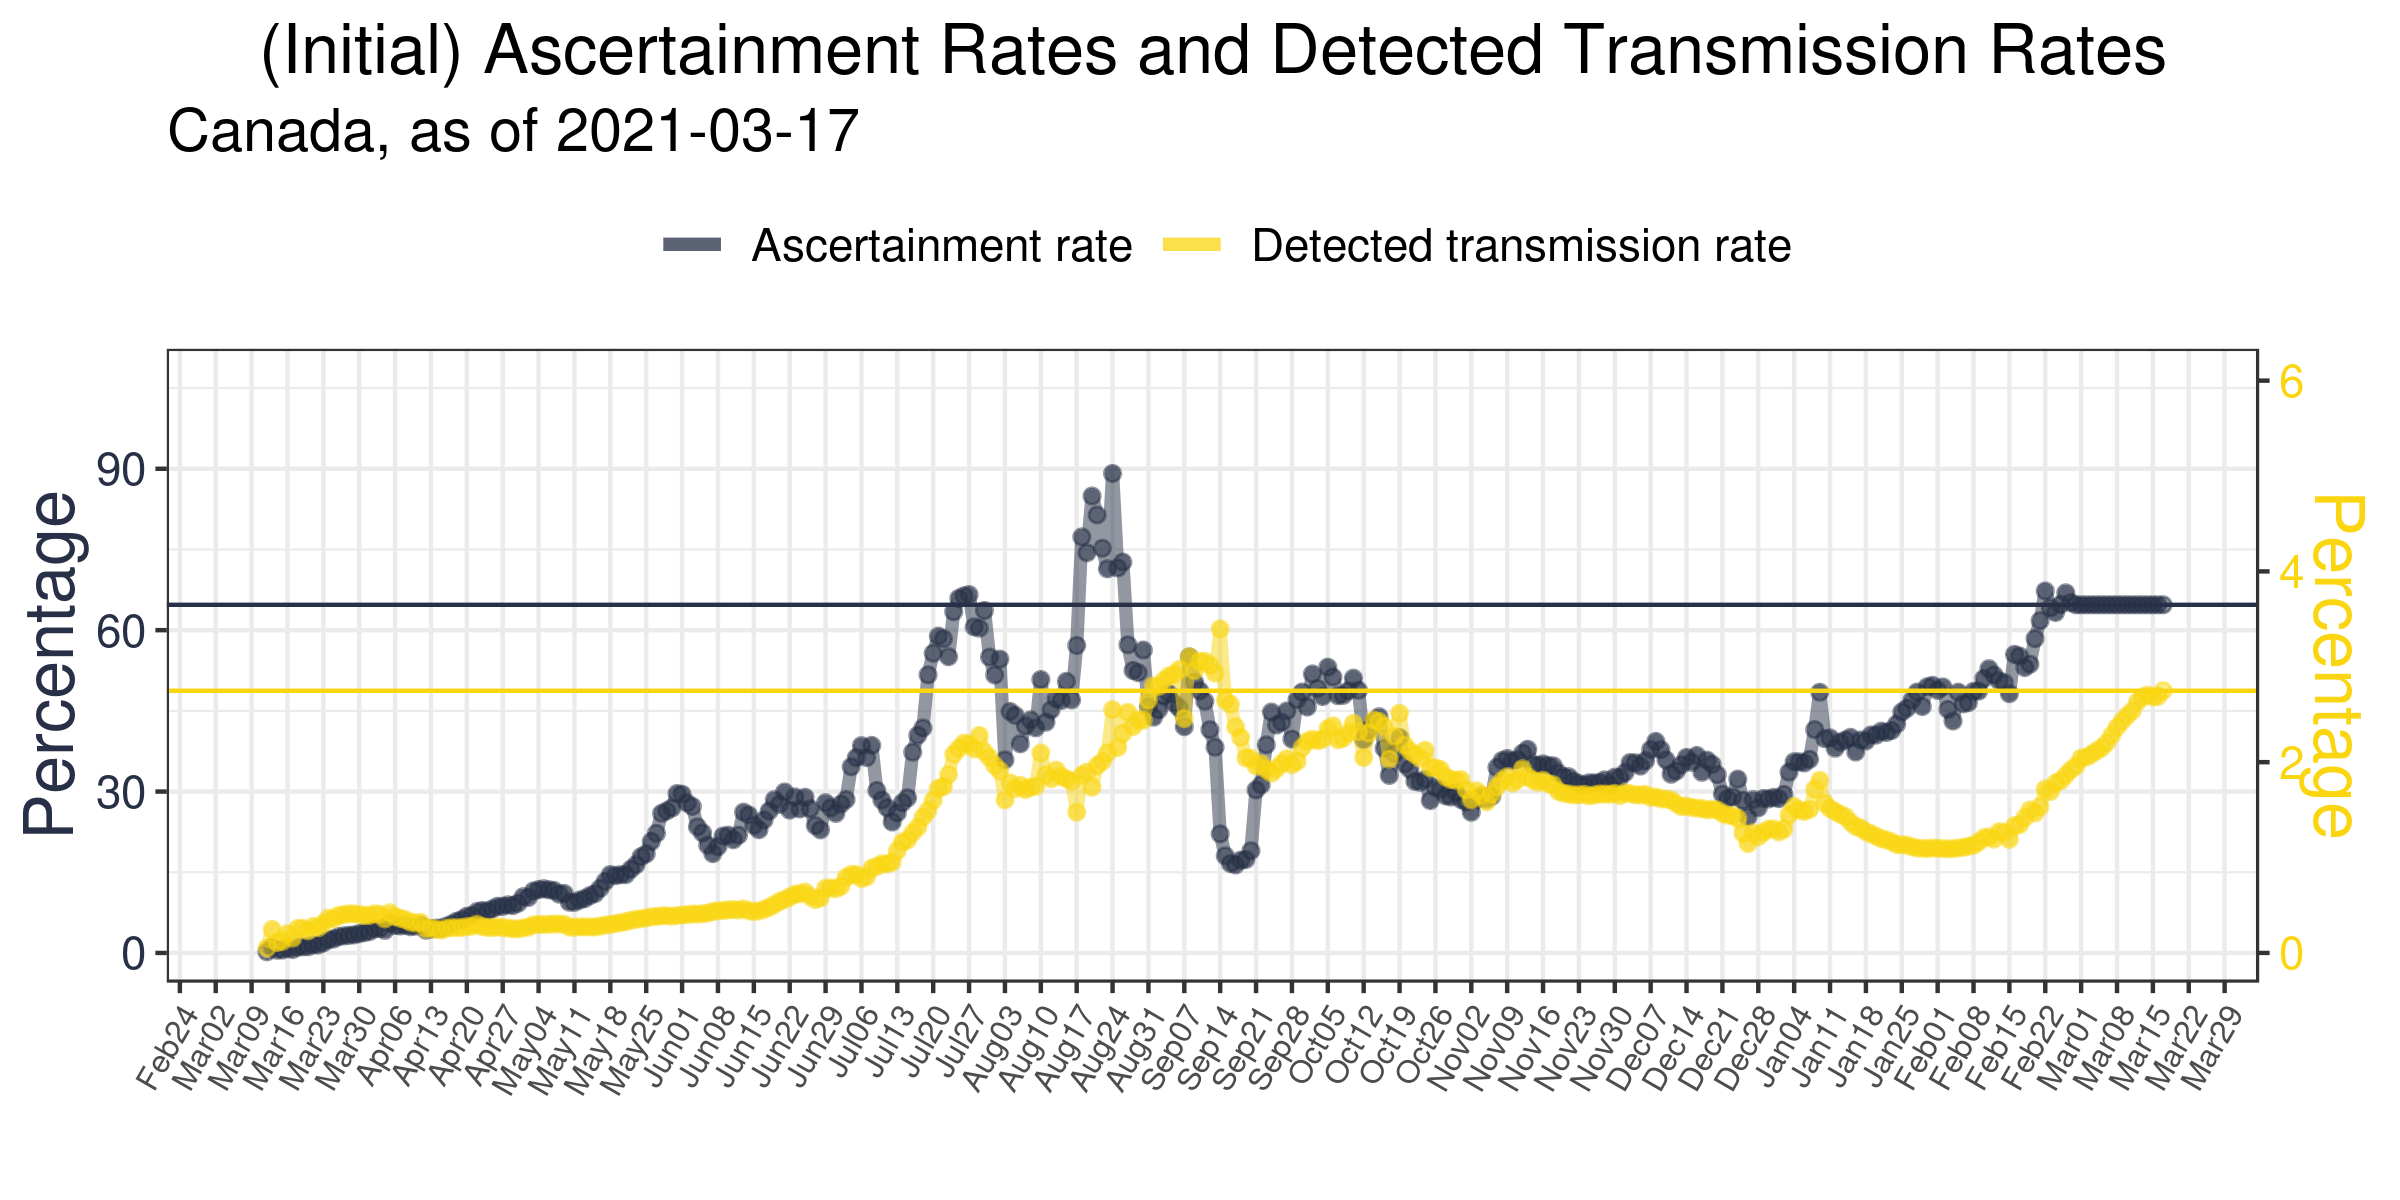 (Initial) Ascertainment Rates and Detected Transmission Rates
Canada, as of 2021-03-17
Ascertainment rate
Detected transmission rate
Percentage
90
60
30
0
6
4
2
0
Percentage
Feb24
Mar02
Mar09
Mar16
Mar23
Mar30
Apr06
Apr13
Apr20
Apr27
May04
May11
May18
May25
Jun01
Jun08
Jun15
Jun22
Jun29
Jul06
Jul13
Jul20
Jul27
Aug03
Aug10
Aug17
Aug24
Aug31
Sep07
Sep14
Sep21
Sep28
Oct05
Oct12
Oct19
Oct26
Nov02
Nov09
Nov16
Nov23
Nov30
Dec07
Dec14
Dec21
Dec28
Jan04
Jan11
Jan18
Jan25
Feb01
Feb08
Feb15
Feb22
Mar01
Mar08
Mar15
Mar22
Mar29